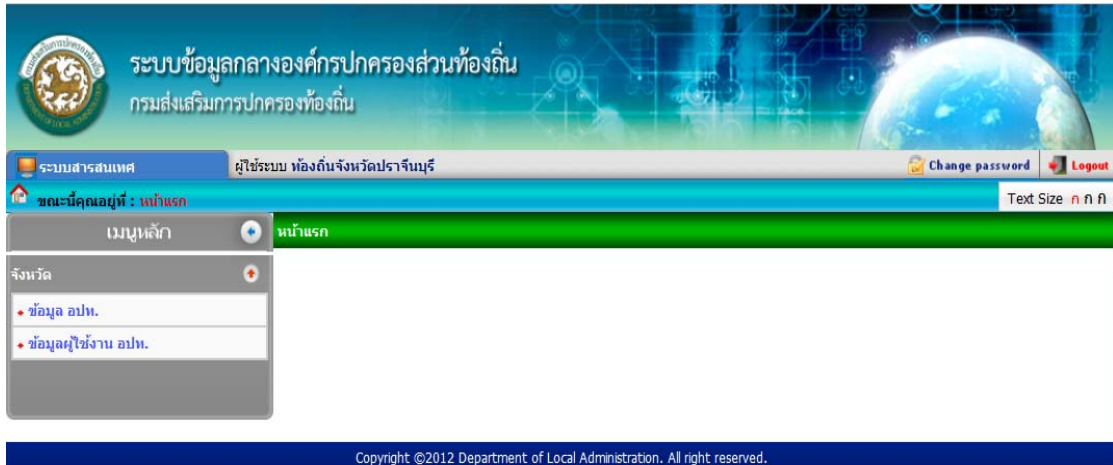 ระบบข้อมูลกลางองค์กรปกครองส่วนท้องถิ่น
กรมส่งเสริมการปกครองท้องถิ่น
ระบบสารสนเทศ
ผู้ใช้ระบบ ท้องถิ่นจังหวัดปราจีนบุรี
Change password
Logout
ขณะนี้คุณอยู่ที่ : หน้าแรก
Text Size ก ก ก
เมนูหลัก
หน้าแรก
จังหวัด
ข้อมูล อปท.
ข้อมูลผู้ใช้งาน อปท.
Copyright ©2012 Department of Local Administration. All right reserved.